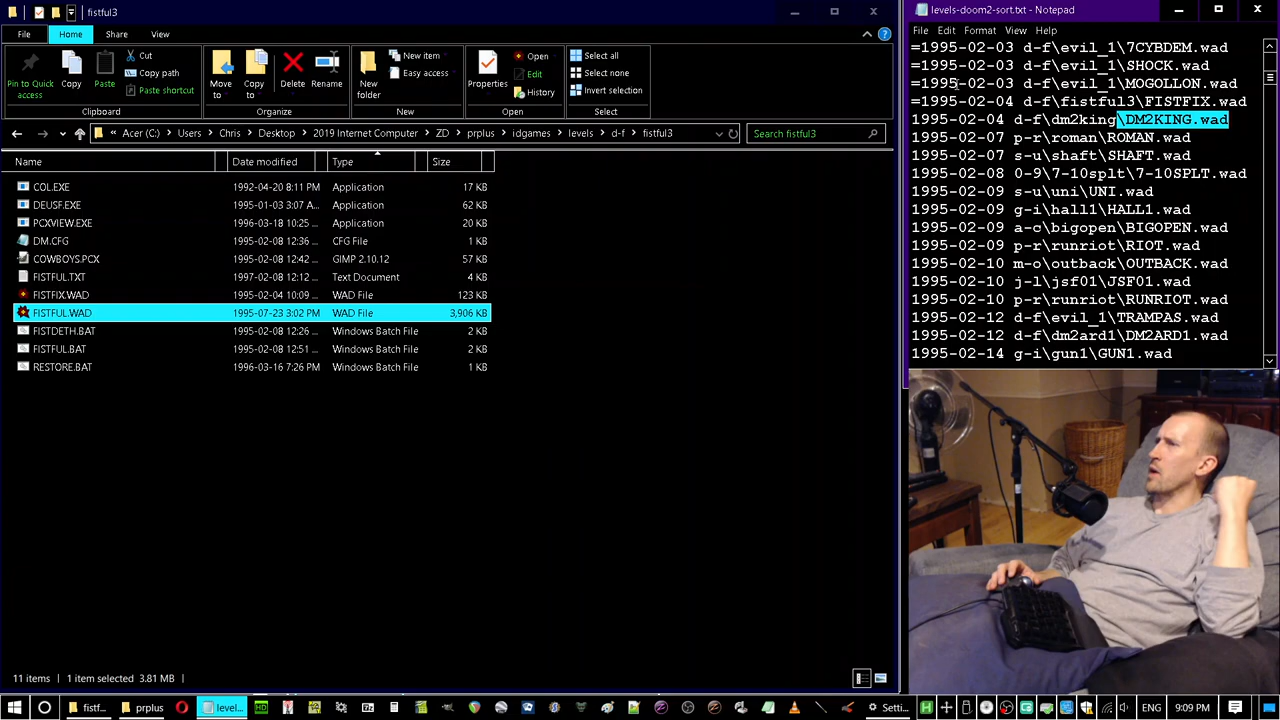 fistful3
File
Home
Share
View
Pin to Quick access
Copy
Paste
Cut
Copy path
Paste shortcut
Clipboard
Move to
Copy to
Delete
Rename
Organize
New folder
New item
Easy access
New
Properties
Open
Edit
History
Open
Select all
Select none
Invert selection
Select
Acer (C:) > Users > Chris > Desktop > 2019 Internet Computer > ZD > prplus > idgames > levels > d-f > fistful3
Search fistful3
Name Date modified Type Size
COL.EXE 1992-04-20 8:11 PM Application 17 KB
DEUSF.EXE 1995-01-03 3:07 A... Application 62 KB
PCXVIEW.EXE 1996-03-18 10:25 ... Application 20 KB
DM.CFG 1995-02-08 12:36 ... CFG File 1 KB
COWBOYS.PCX 1995-02-08 12:42 ... GIMP 2.10.12 57 KB
FISTFUL.TXT 1997-02-08 12:12 ... Text Document 4 KB
FISTFIX.WAD 1995-02-04 10:09 ... WAD File 123 KB
FISTFUL.WAD 1995-07-23 3:02 PM WAD File 3,906 KB
FISTDETH.BAT 1995-02-08 12:26 ... Windows Batch File 2 KB
FISTFUL.BAT 1995-02-08 12:51 ... Windows Batch File 2 KB
RESTORE.BAT 1996-03-16 7:26 PM Windows Batch File 1 KB
11 items 1 item selected 3.81 MB
levels-doom2-sort.txt - Notepad
File Edit Format View Help
=1995-02-03 d-f\evil_1\7CYBDEM.wad
=1995-02-03 d-f\evil_1\SHOCK.wad
=1995-02-03 d-f\evil_1\MOGOLLON.wad
=1995-02-04 d-f\fistful3\FISTFIX.wad
1995-02-04 d-f\dm2king\DM2KING.wad
1995-02-07 p-r\roman\ROMAN.wad
1995-02-07 s-u\shaft\SHAFT.wad
1995-02-08 0-9\7-10splt\7-10SPLT.wad
1995-02-09 s-u\uni\UNI.wad
1995-02-09 g-i\hall1\HALL1.wad
1995-02-09 a-c\bigopen\BIGOPEN.wad
1995-02-09 p-r\runriot\RIOT.wad
1995-02-10 m-o\outback\OUTBACK.wad
1995-02-10 j-l\jsf01\JSF01.wad
1995-02-10 p-r\runriot\RUNRIOT.wad
1995-02-12 d-f\evil_1\TRAMPAS.wad
1995-02-12 d-f\dm2ard1\DM2ARD1.wad
1995-02-14 g-i\gun1\GUN1.wad
fistf...
prplus
level...
Setti...
ENG
9:09 PM